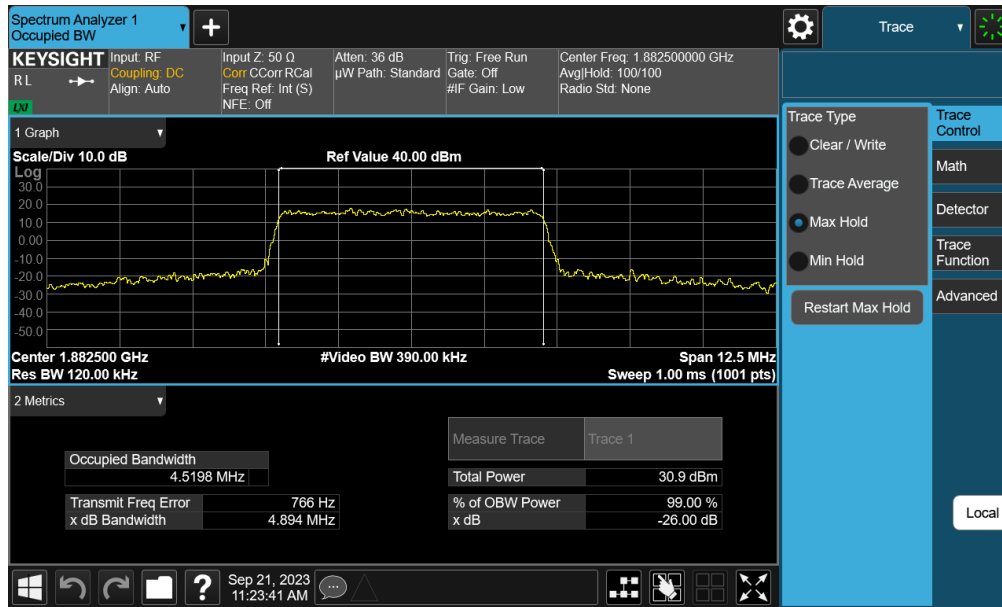 Spectrum Analyzer 1
Occupied BW
+
Trace
KEYSIGHT
R L
LXI
Input: RF
Coupling: DC
Align: Auto
Input Z: 50 Ω
Corr CCorr RCal
Freq Ref: Int (S)
NFE: Off
Atten: 36 dB
µW Path: Standard
Trig: Free Run
Gate: Off
#IF Gain: Low
Center Freq: 1.882500000 GHz
Avg|Hold: 100/100
Radio Std: None
1 Graph
Scale/Div 10.0 dB
Ref Value 40.00 dBm
Log
30.0
20.0
10.0
0.00
-10.0
-20.0
-30.0
-40.0
-50.0
Center 1.882500 GHz
#Video BW 390.00 kHz
Span 12.5 MHz
Res BW 120.00 kHz
Sweep 1.00 ms (1001 pts)
2 Metrics
Measure Trace
Trace 1
Occupied Bandwidth
4.5198 MHz
Total Power
30.9 dBm
Transmit Freq Error
766 Hz
% of OBW Power
99.00 %
x dB Bandwidth
4.894 MHz
x dB
-26.00 dB
Trace Type
Clear / Write
Trace Average
Max Hold
Min Hold
Restart Max Hold
Trace
Control
Math
Detector
Trace
Function
Advanced
Local
?
Sep 21, 2023
11:23:41 AM